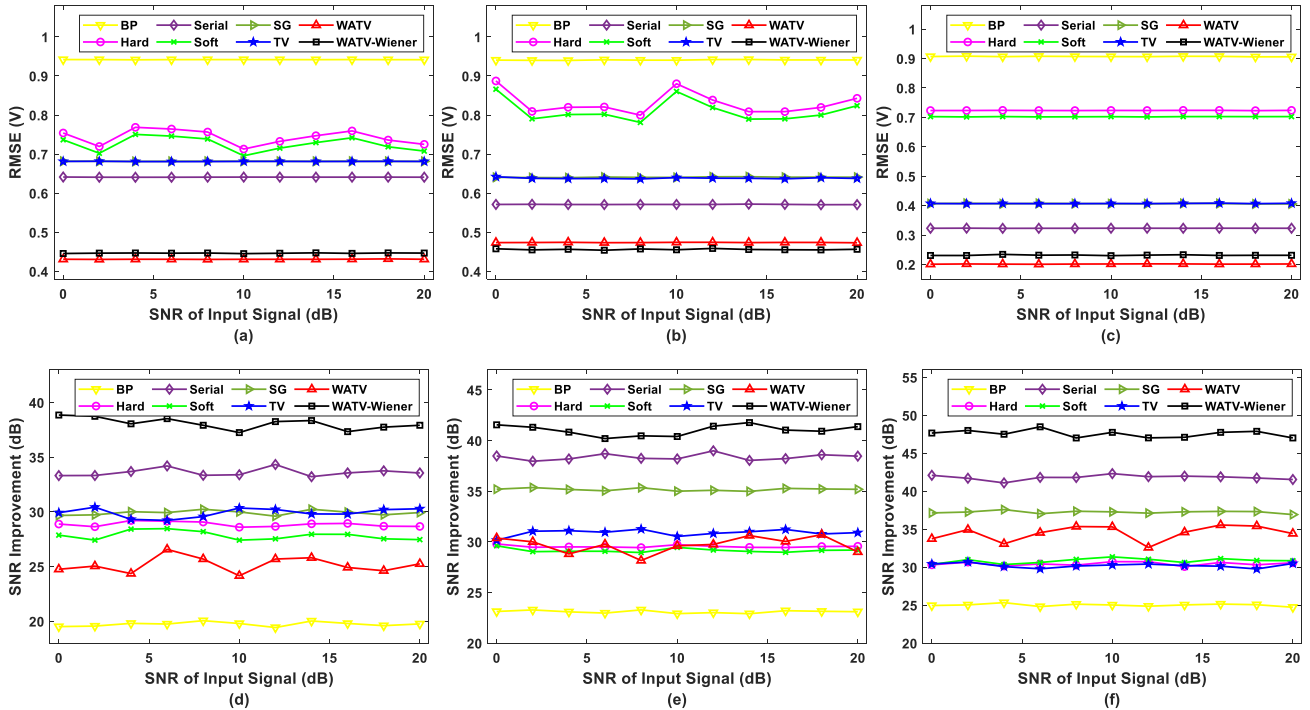 BP Serial SG WATV
Hard Soft TV WATV-Wiener
1
0.9
0.8
0.7
0.6
0.5
0.4
RMSE (V)
0 5 10 15 20
SNR of Input Signal (dB)
(a)
BP Serial SG WATV
Hard Soft TV WATV-Wiener
1
0.9
0.8
0.7
0.6
0.5
0.4
RMSE (V)
0 5 10 15 20
SNR of Input Signal (dB)
(b)
BP Serial SG WATV
Hard Soft TV WATV-Wiener
1
0.9
0.8
0.7
0.6
0.5
0.4
0.3
0.2
RMSE (V)
0 5 10 15 20
SNR of Input Signal (dB)
(c)
BP Serial SG WATV
Hard Soft TV WATV-Wiener
40
35
30
25
20
SNR Improvement (dB)
0 5 10 15 20
SNR of Input Signal (dB)
(d)
BP Serial SG WATV
Hard Soft TV WATV-Wiener
45
40
35
30
25
20
SNR Improvement (dB)
0 5 10 15 20
SNR of Input Signal (dB)
(e)
BP Serial SG WATV
Hard Soft TV WATV-Wiener
55
50
45
40
35
30
25
20
SNR Improvement (dB)
0 5 10 15 20
SNR of Input Signal (dB)
(f)